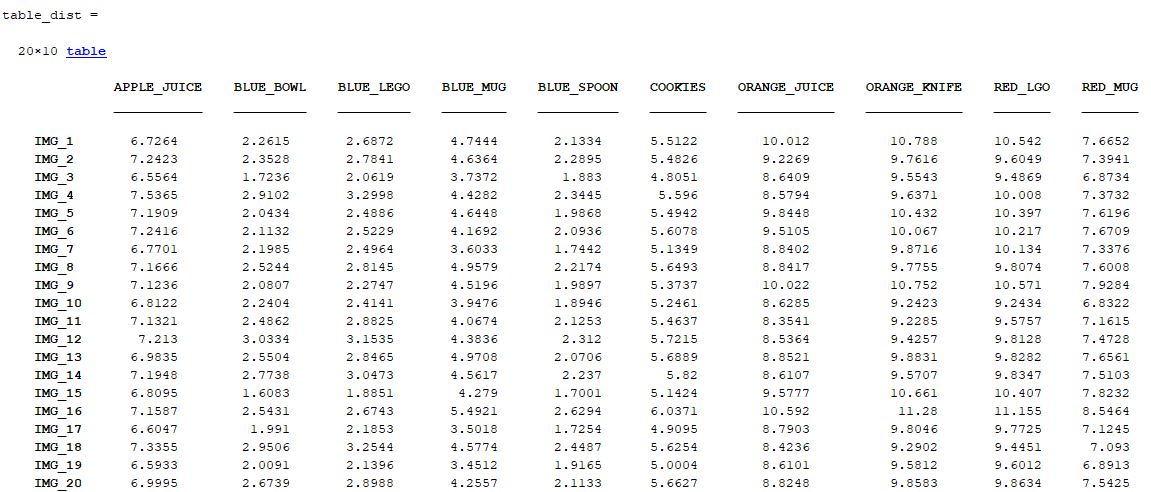 table_dist =
20×10 table
APPLE_JUICE BLUE_BOWL BLUE_LEGO BLUE_MUG BLUE_SPOON COOKIES ORANGE_JUICE ORANGE_KNIFE RED_LGO RED_MUG
IMG_1 6.7264 2.2615 2.6872 4.7444 2.1334 5.5122 10.012 10.788 10.542 7.6652
IMG_2 7.2423 2.3528 2.7841 4.6364 2.2895 5.4826 9.2269 9.7616 9.6049 7.3941
IMG_3 6.5564 1.7236 2.0619 3.7372 1.883 4.8051 8.6409 9.5543 9.4869 6.8734
IMG_4 7.5365 2.9102 3.2998 4.4282 2.3445 5.596 8.5794 9.6371 10.008 7.3732
IMG_5 7.1909 2.0434 2.4886 4.6448 1.9868 5.4942 9.8448 10.432 10.397 7.6196
IMG_6 7.2416 2.1132 2.5229 4.1692 2.0936 5.6078 9.5105 10.067 10.217 7.6709
IMG_7 6.7701 2.1985 2.4964 3.6033 1.7442 5.1349 8.8402 9.8716 10.134 7.3376
IMG_8 7.1666 2.5244 2.8145 4.9579 2.2174 5.6493 8.8417 9.7755 9.8074 7.6008
IMG_9 7.1236 2.0807 2.2747 4.5196 1.9897 5.3737 10.022 10.752 10.571 7.9284
IMG_10 6.8122 2.2404 2.4141 3.9476 1.8946 5.2461 8.6285 9.2423 9.2434 6.8322
IMG_11 7.1321 2.4862 2.8825 4.0674 2.1253 5.4637 8.3541 9.2285 9.5757 7.1615
IMG_12 7.213 3.0334 3.1535 4.3836 2.312 5.7215 8.5364 9.4257 9.8128 7.4728
IMG_13 6.9835 2.5504 2.8465 4.9708 2.0706 5.6889 8.8521 9.8831 9.8282 7.6561
IMG_14 7.1948 2.7738 3.0473 4.5617 2.237 5.82 8.6107 9.5707 9.8347 7.5103
IMG_15 6.8095 1.6083 1.8851 4.279 1.7001 5.1424 9.5777 10.661 10.407 7.8232
IMG_16 7.1587 2.5431 2.6743 5.4921 2.6294 6.0371 10.592 11.28 11.155 8.5464
IMG_17 6.6047 1.991 2.1853 3.5018 1.7254 4.9095 8.7903 9.8046 9.7725 7.1245
IMG_18 7.3355 2.9506 3.2544 4.5774 2.4487 5.6254 8.4236 9.2902 9.4451 7.093
IMG_19 6.5933 2.0091 2.1396 3.4512 1.9165 5.0004 8.6101 9.5812 9.6012 6.8913
IMG_20 6.9995 2.6739 2.8988 4.2557 2.1133 5.6627 8.8248 9.8583 9.8634 7.5425